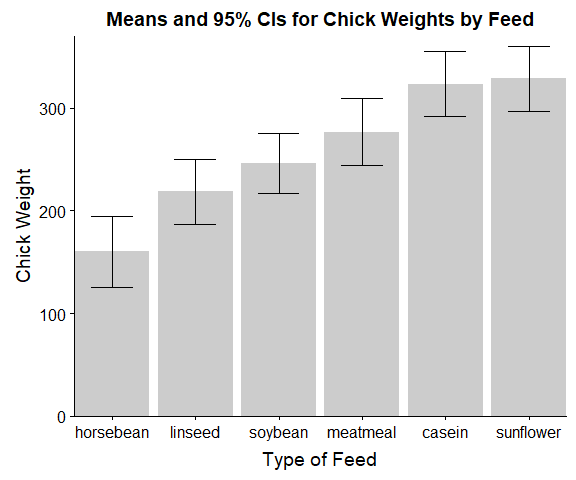 Means and 95% CIs for Chick Weights by Feed
Chick Weight
300
200
100
0
horsebean linseed soybean meatmeal casein sunflower
Type of Feed